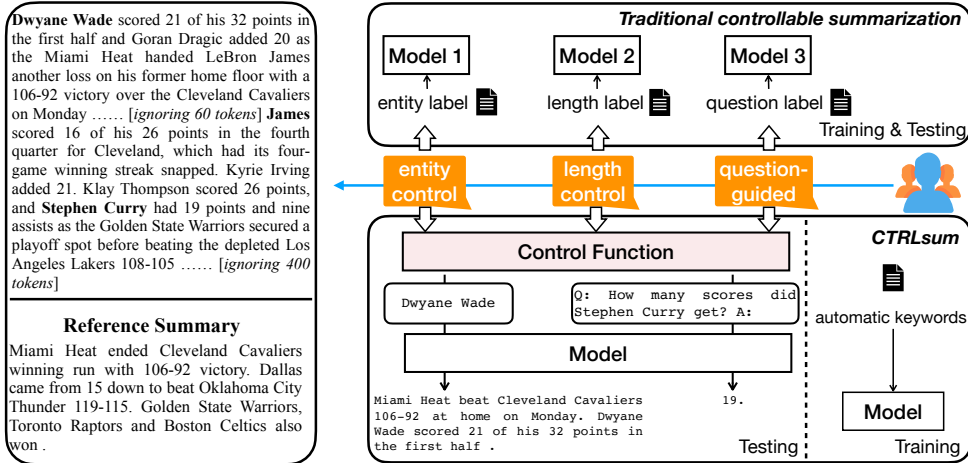 Dwyane Wade scored 21 of his 32 points in
the first half and Goran Dragic added 20 as
the Miami Heat handed LeBron James
another loss on his former home floor with a
106-92 victory over the Cleveland Cavaliers
on Monday …… [ignoring 60 tokens] James
scored 16 of his 26 points in the fourth
quarter for Cleveland, which had its four-
game winning streak snapped. Kyrie Irving
added 21. Klay Thompson scored 26 points,
and Stephen Curry had 19 points and nine
assists as the Golden State Warriors secured a
playoff spot before beating the depleted Los
Angeles Lakers 108-105 …… [ignoring 400
tokens]
Reference Summary
Miami Heat ended Cleveland Cavaliers
winning run with 106-92 victory. Dallas
came from 15 down to beat Oklahoma City
Thunder 119-115. Golden State Warriors,
Toronto Raptors and Boston Celtics also
won .
Traditional controllable summarization
Model 1
Model 2
Model 3
entity label
length label
question label
Training & Testing
entity
control
length
control
question-
guided
CTRLsum
Control Function
Dwyane Wade
Q: How many scores did
Stephen Curry get? A:
Model
Miami Heat beat Cleveland Cavaliers
106-92 at home on Monday. Dwyane
Wade scored 21 of his 32 points in
the first half .
19.
Testing
automatic keywords
Model
Training